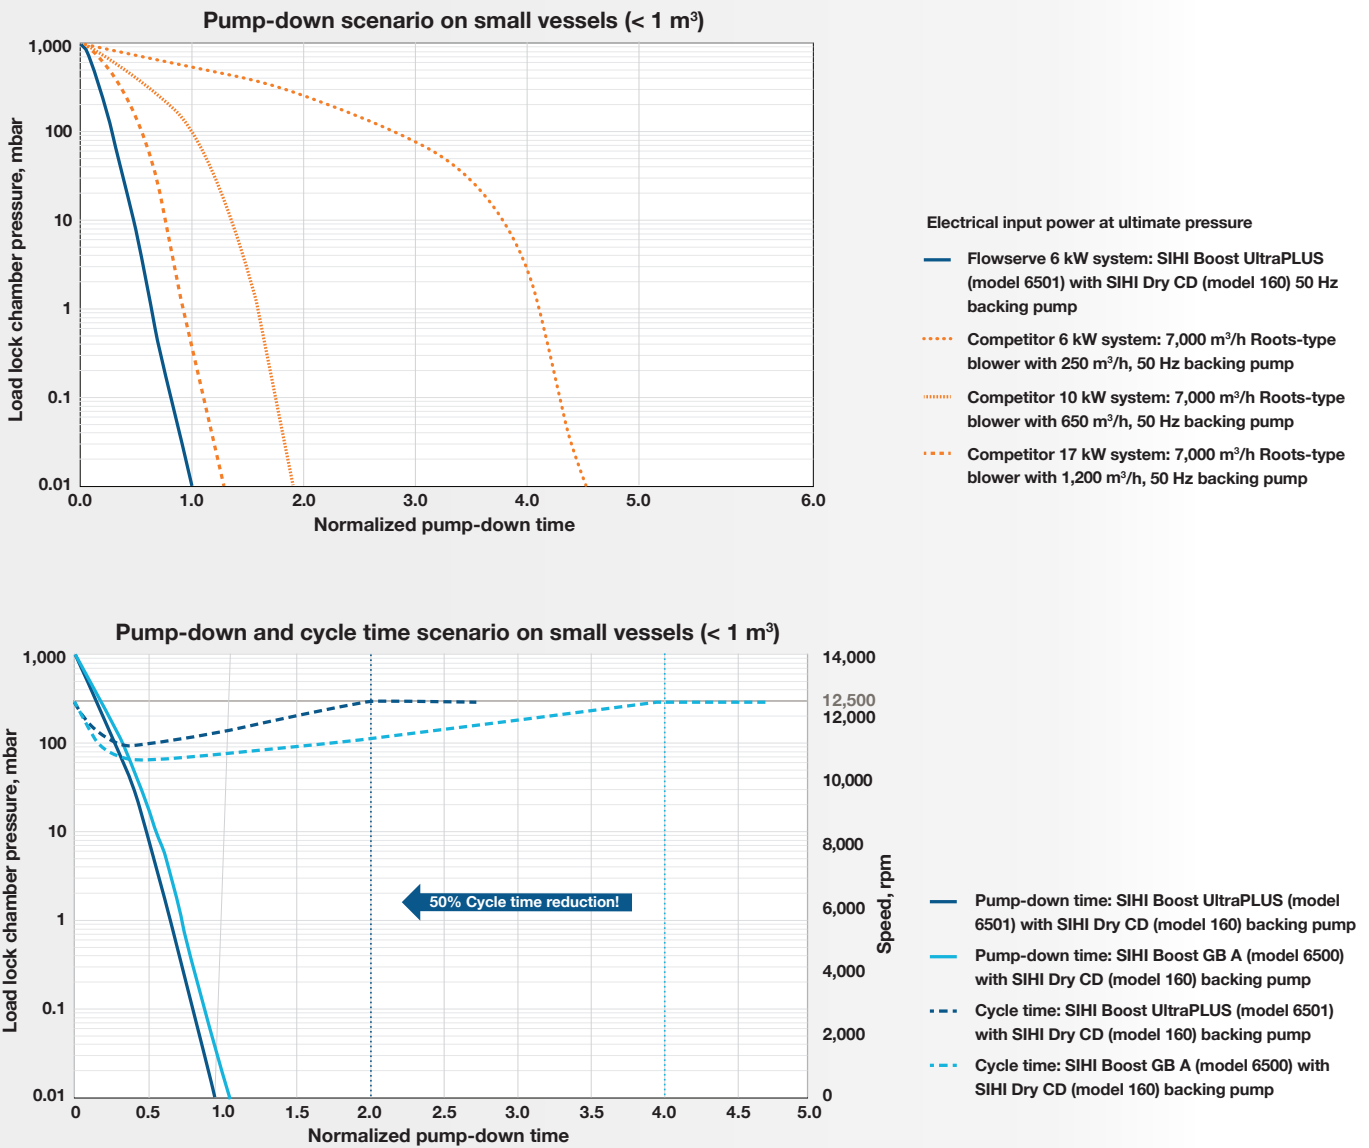 Pump-down scenario on small vessels (< 1 m³)
1,000
100
10
1
0.1
0.01
Load lock chamber pressure, mbar
0.0 1.0 2.0 3.0 4.0 5.0 6.0
Normalized pump-down time
Electrical input power at ultimate pressure
Flowserve 6 kW system: SIHI Boost UltraPLUS
(model 6501) with SIHI Dry CD (model 160) 50 Hz
backing pump
Competitor 6 kW system: 7,000 m³/h Roots-type
blower with 250 m³/h, 50 Hz backing pump
Competitor 10 kW system: 7,000 m³/h Roots-type
blower with 650 m³/h, 50 Hz backing pump
Competitor 17 kW system: 7,000 m³/h Roots-type
blower with 1,200 m³/h, 50 Hz backing pump
Pump-down and cycle time scenario on small vessels (< 1 m³)
1,000
100
10
1
0.1
0.01
Load lock chamber pressure, mbar
14,000
12,500
12,000
10,000
8,000
6,000
4,000
2,000
0
Speed, rpm
50% Cycle time reduction!
0 0.5 1.0 1.5 2.0 2.5 3.0 3.5 4.0 4.5 5.0
Normalized pump-down time
Pump-down time: SIHI Boost UltraPLUS (model
6501) with SIHI Dry CD (model 160) backing pump
Pump-down time: SIHI Boost GB A (model 6500)
with SIHI Dry CD (model 160) backing pump
Cycle time: SIHI Boost UltraPLUS (model 6501)
with SIHI Dry CD (model 160) backing pump
Cycle time: SIHI Boost GB A (model 6500) with
SIHI Dry CD (model 160) backing pump